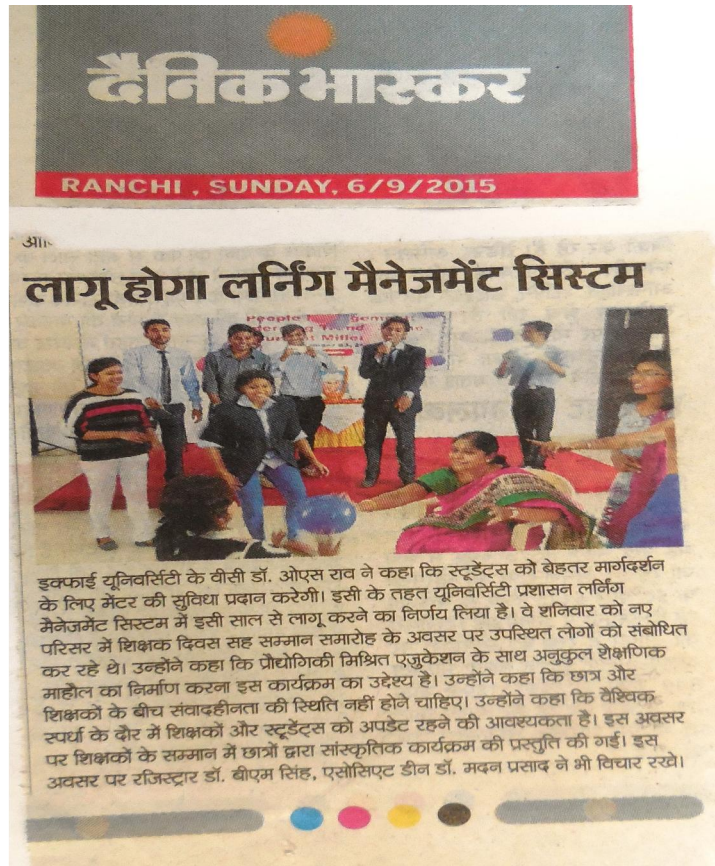 दैनिक भास्कर
RANCHI , SUNDAY, 6/9/2015
लागू होगा लर्निंग मैनेजमेंट सिस्टम
People
इक्फाई यूनिवर्सिटी के वीसी डॉ. ओएस राव ने कहा कि स्टूडेंट्स को बेहतर मार्गदर्शन
के लिए मेंटर की सुविधा प्रदान करेगी। इसी के तहत यूनिवर्सिटी प्रशासन लर्निंग
मैनेजमेंट सिस्टम में इसी साल से लागू करने का निर्णय लिया है। वे शनिवार को नए
परिसर में शिक्षक दिवस सह सम्मान समारोह के अवसर पर उपस्थित लोगों को संबोधित
कर रहे थे। उन्होंने कहा कि प्रौद्योगिकी मिश्रित एजुकेशन के साथ अनुकुल शैक्षणिक
माहौल का निर्माण करना इस कार्यक्रम का उद्देश्य है। उन्होंने कहा कि छात्र और
शिक्षकों के बीच संवादहीनता की स्थिति नहीं होने चाहिए। उन्होंने कहा कि वैश्विक
स्पर्धा के दौर में शिक्षकों और स्टूडेंट्स को अपडेट रहने की आवश्यकता है। इस अवसर
पर शिक्षकों के सम्मान में छात्रों द्वारा सांस्कृतिक कार्यक्रम की प्रस्तुति की गई। इस
अवसर पर रजिस्ट्रार डॉ. बीएम सिंह, एसोसिएट डीन डॉ. मदन प्रसाद ने भी विचार रखे।